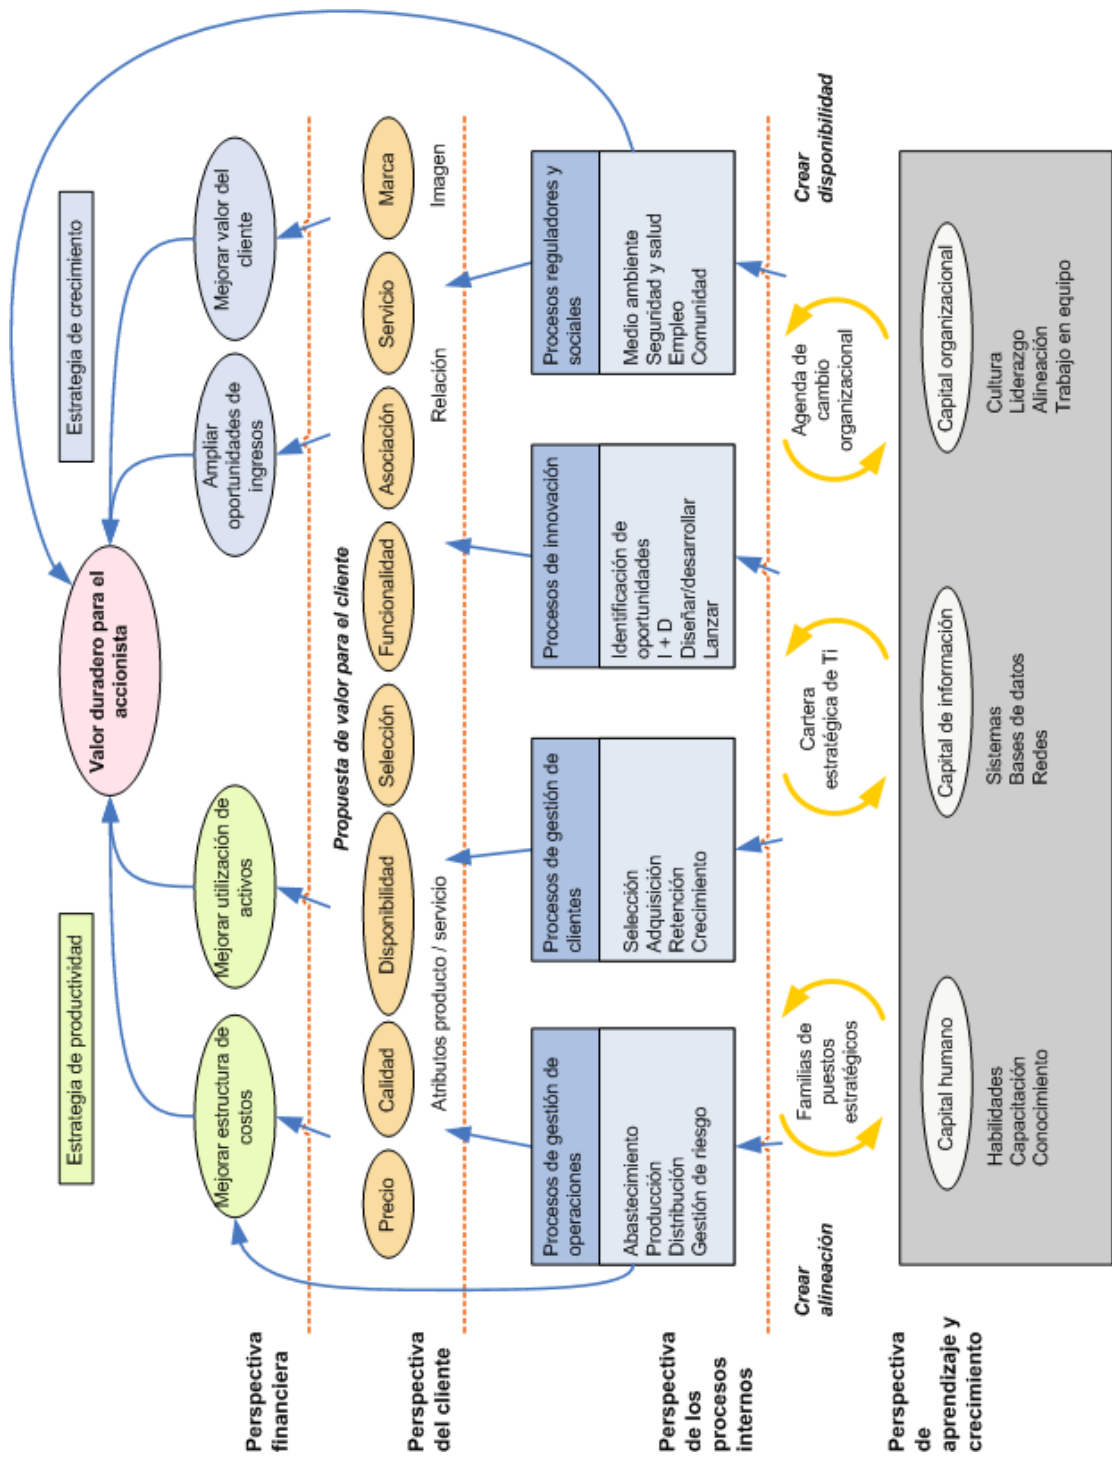 Estrategia de productividad
Estrategia de crecimiento
Valor duradero para el
accionista
Perspectiva
financiera
Mejorar estructura de
costos
Mejorar utilización de
activos
Ampliar
oportunidades de
ingresos
Mejorar valor del
cliente
Propuesta de valor para el cliente
Perspectiva
del cliente
Precio
Calidad
Disponibilidad
Selección
Funcionalidad
Asociación
Servicio
Marca
Atributos producto / servicio
Relación
Imagen
Perspectiva
de los
procesos
internos
Procesos de gestión de
operaciones
Abastecimiento
Producción
Distribución
Gestión de riesgo
Procesos de gestión de
clientes
Selección
Adquisición
Retención
Crecimiento
Procesos de innovación
Identificación de
oportunidades
I + D
Diseñar/desarrollar
Lanzar
Procesos reguladores y
sociales
Medio ambiente
Seguridad y salud
Empleo
Comunidad
Crear
alineación
Familias de
puestos
estratégicos
Cartera
estratégica de Ti
Agenda de
cambio
organizacional
Crear
disponibilidad
Perspectiva
de
aprendizaje y
crecimiento
Capital humano
Habilidades
Capacitación
Conocimiento
Capital de información
Sistemas
Bases de datos
Redes
Capital organizacional
Cultura
Liderazgo
Alineación
Trabajo en equipo